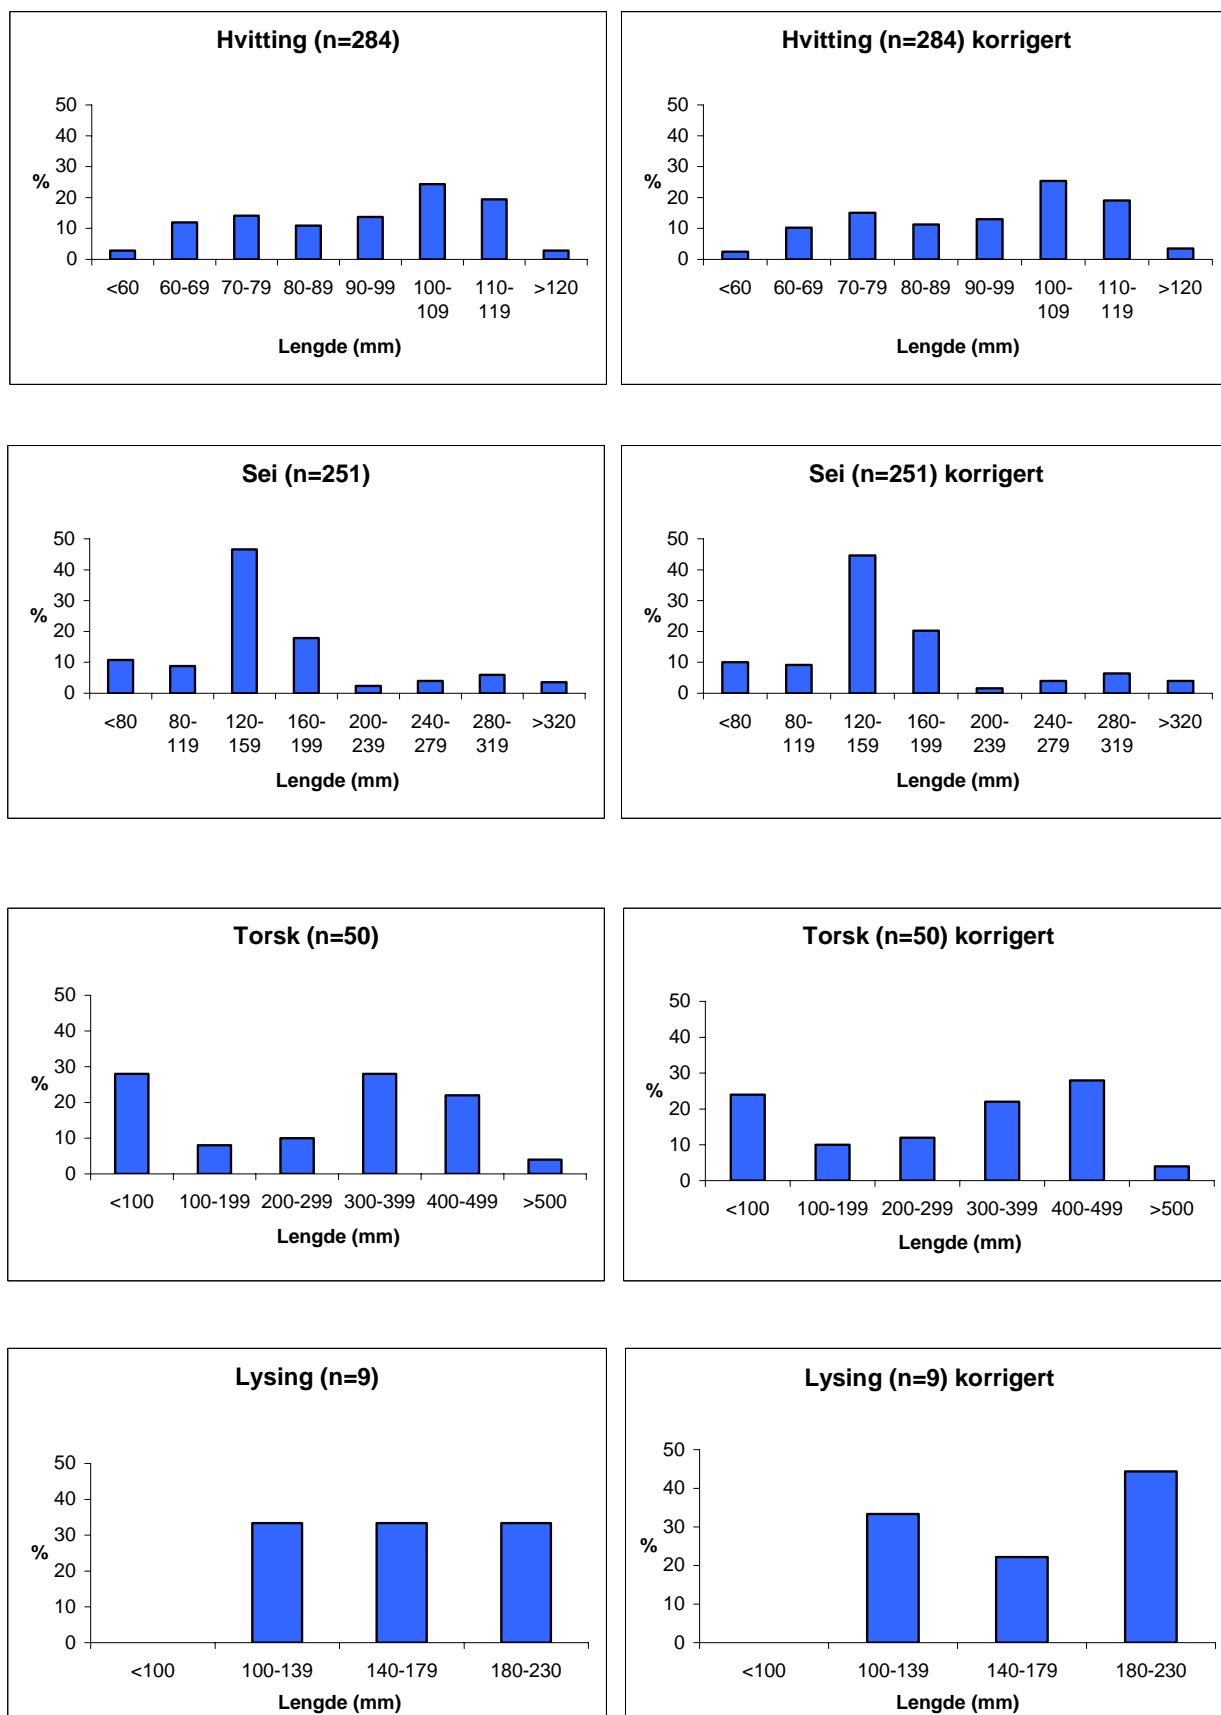 Hvitting (n=284)
50
40
30
20
10
0
%
<60 60-69 70-79 80-89 90-99 100- 110- >120
109 119
Lengde (mm)
Hvitting (n=284) korrigert
50
40
30
20
10
0
%
<60 60-69 70-79 80-89 90-99 100- 110- >120
109 119
Lengde (mm)
Sei (n=251)
50
40
30
20
10
0
%
<80 80- 120- 160- 200- 240- 280- >320
119 159 199 239 279 319
Lengde (mm)
Sei (n=251) korrigert
50
40
30
20
10
0
%
<80 80- 120- 160- 200- 240- 280- >320
119 159 199 239 279 319
Lengde (mm)
Torsk (n=50)
50
40
30
20
10
0
%
<100 100-199 200-299 300-399 400-499 >500
Lengde (mm)
Torsk (n=50) korrigert
50
40
30
20
10
0
%
<100 100-199 200-299 300-399 400-499 >500
Lengde (mm)
Lysing (n=9)
50
40
30
20
10
0
%
<100 100-139 140-179 180-230
Lengde (mm)
Lysing (n=9) korrigert
50
40
30
20
10
0
%
<100 100-139 140-179 180-230
Lengde (mm)